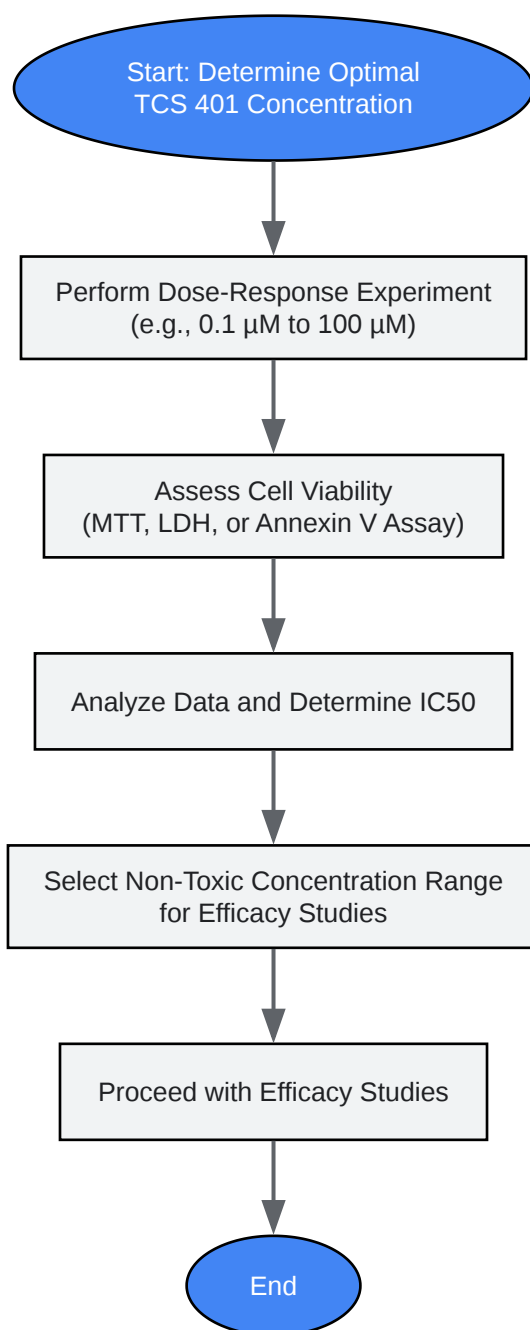 Start: Determine Optimal
TCS 401 Concentration
Perform Dose-Response Experiment
(e.g., 0.1 µM to 100 µM)
Assess Cell Viability
(MTT, LDH, or Annexin V Assay)
Analyze Data and Determine IC50
Select Non-Toxic Concentration Range
for Efficacy Studies
Proceed with Efficacy Studies
End